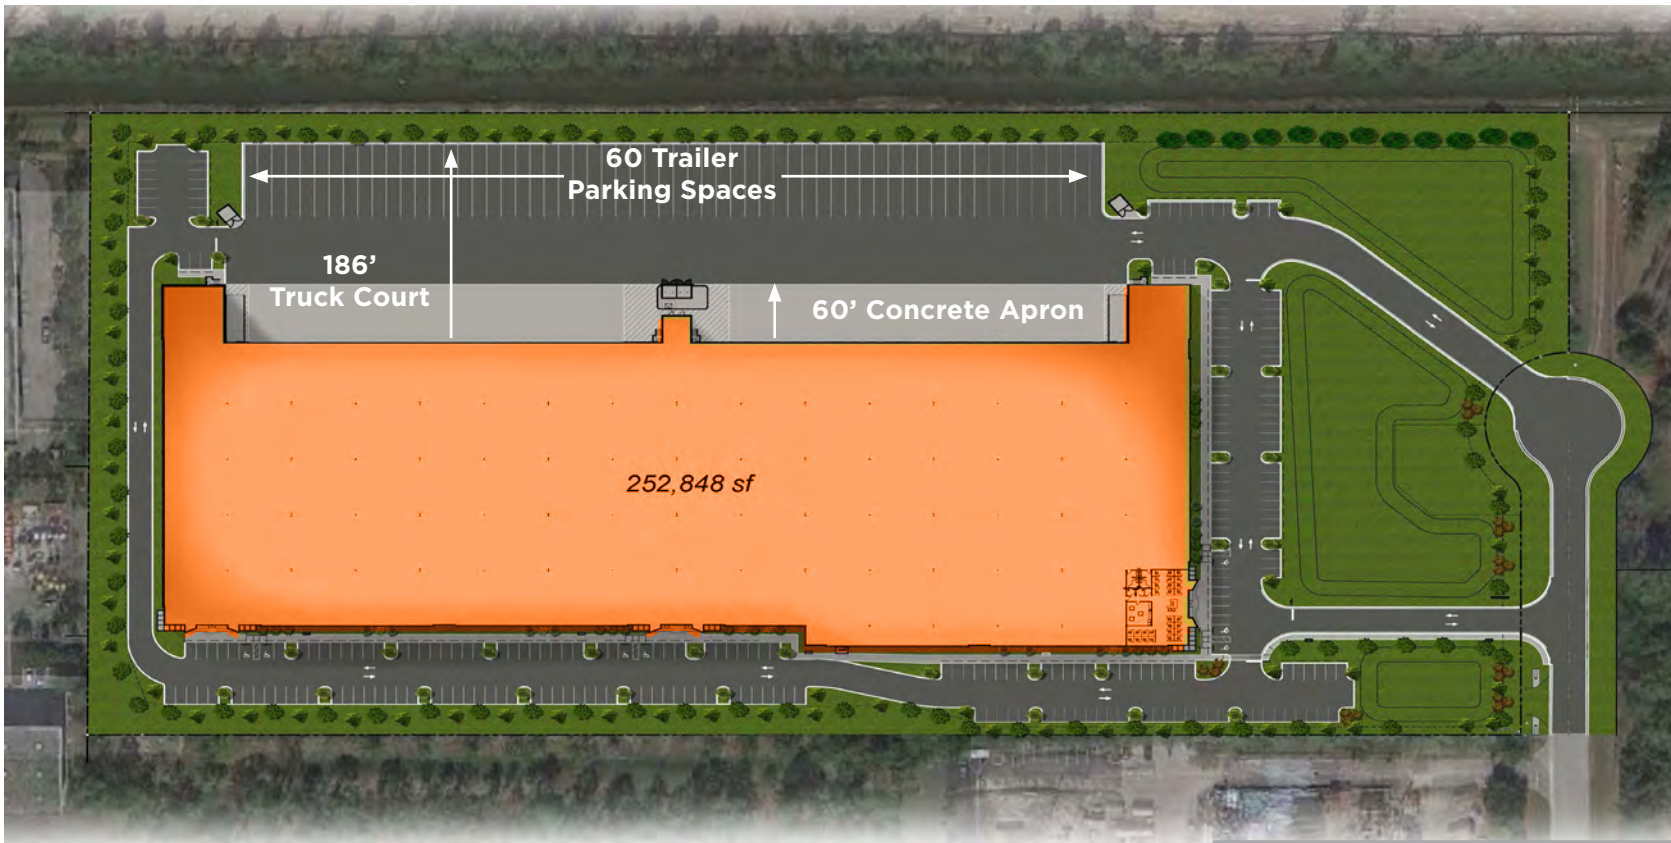 60 Trailer
Parking Spaces
186’
Truck Court
60’ Concrete Apron
252,848 sf